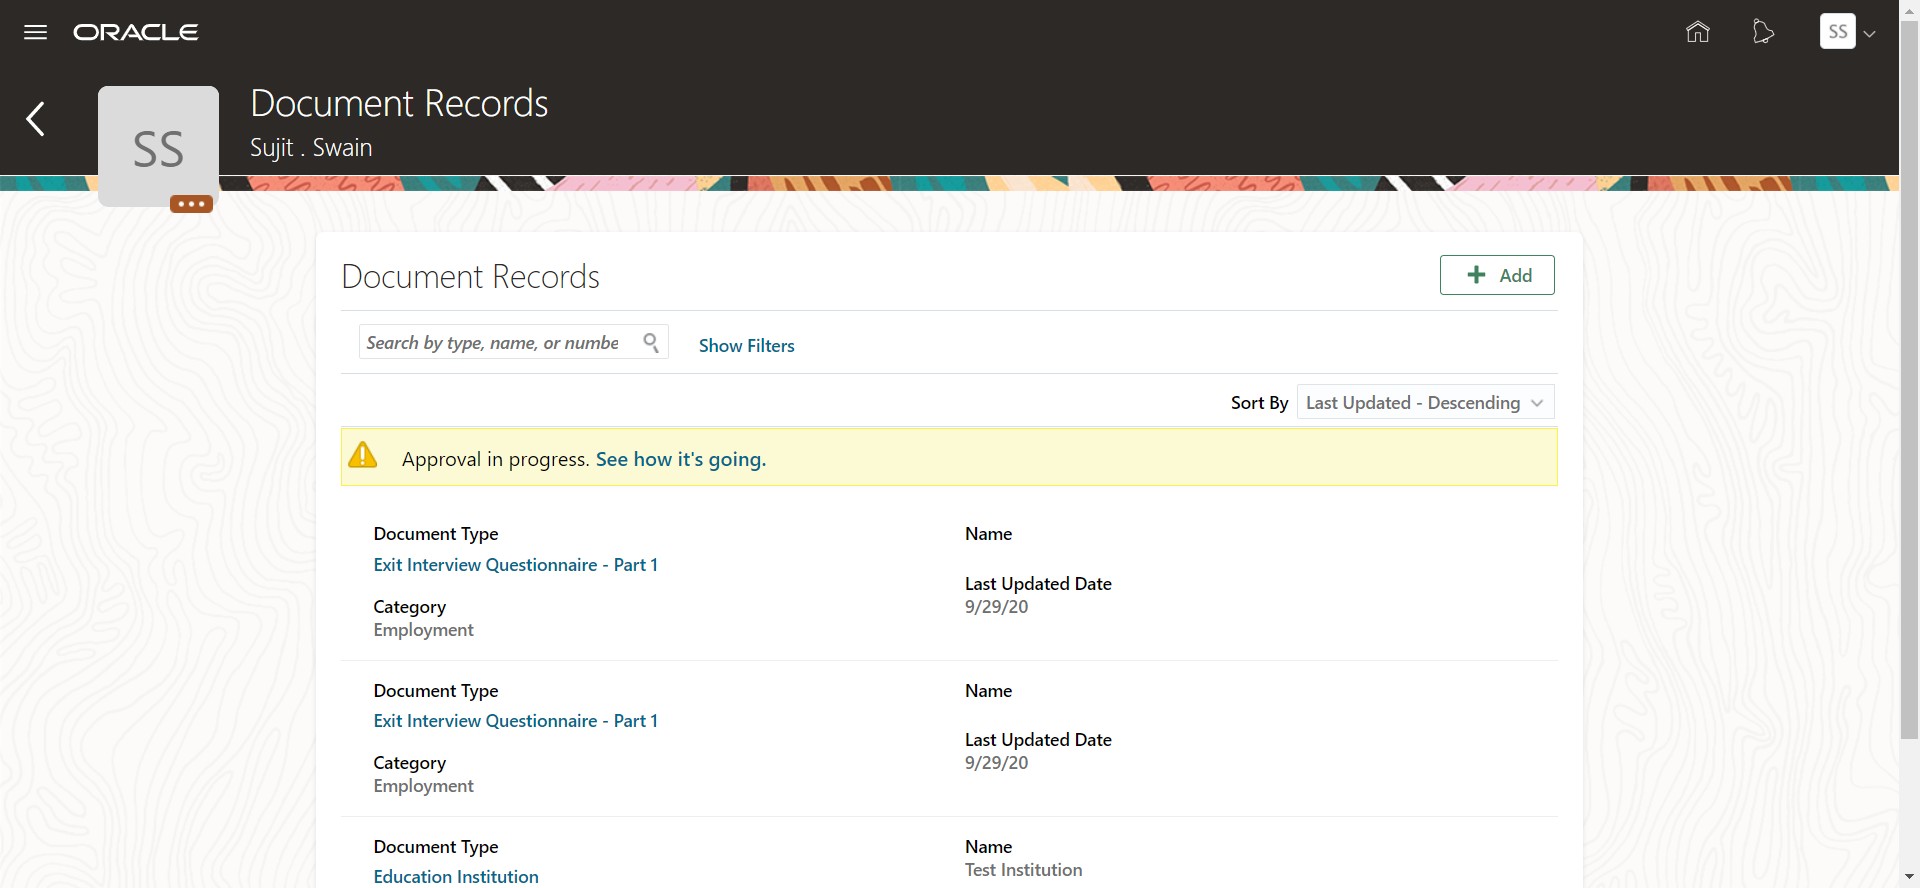 ORACLE
SS
SS
Document Records
Sujit . Swain
Document Records
Add
Search by type, name, or numbe
Show Filters
Sort By
Last Updated - Descending
Approval in progress. See how it's going.
Document Type
Name
Exit Interview Questionnaire - Part 1
Last Updated Date
Category
9/29/20
Employment
Document Type
Name
Exit Interview Questionnaire - Part 1
Last Updated Date
Category
9/29/20
Employment
Document Type
Name
Education Institution
Test Institution